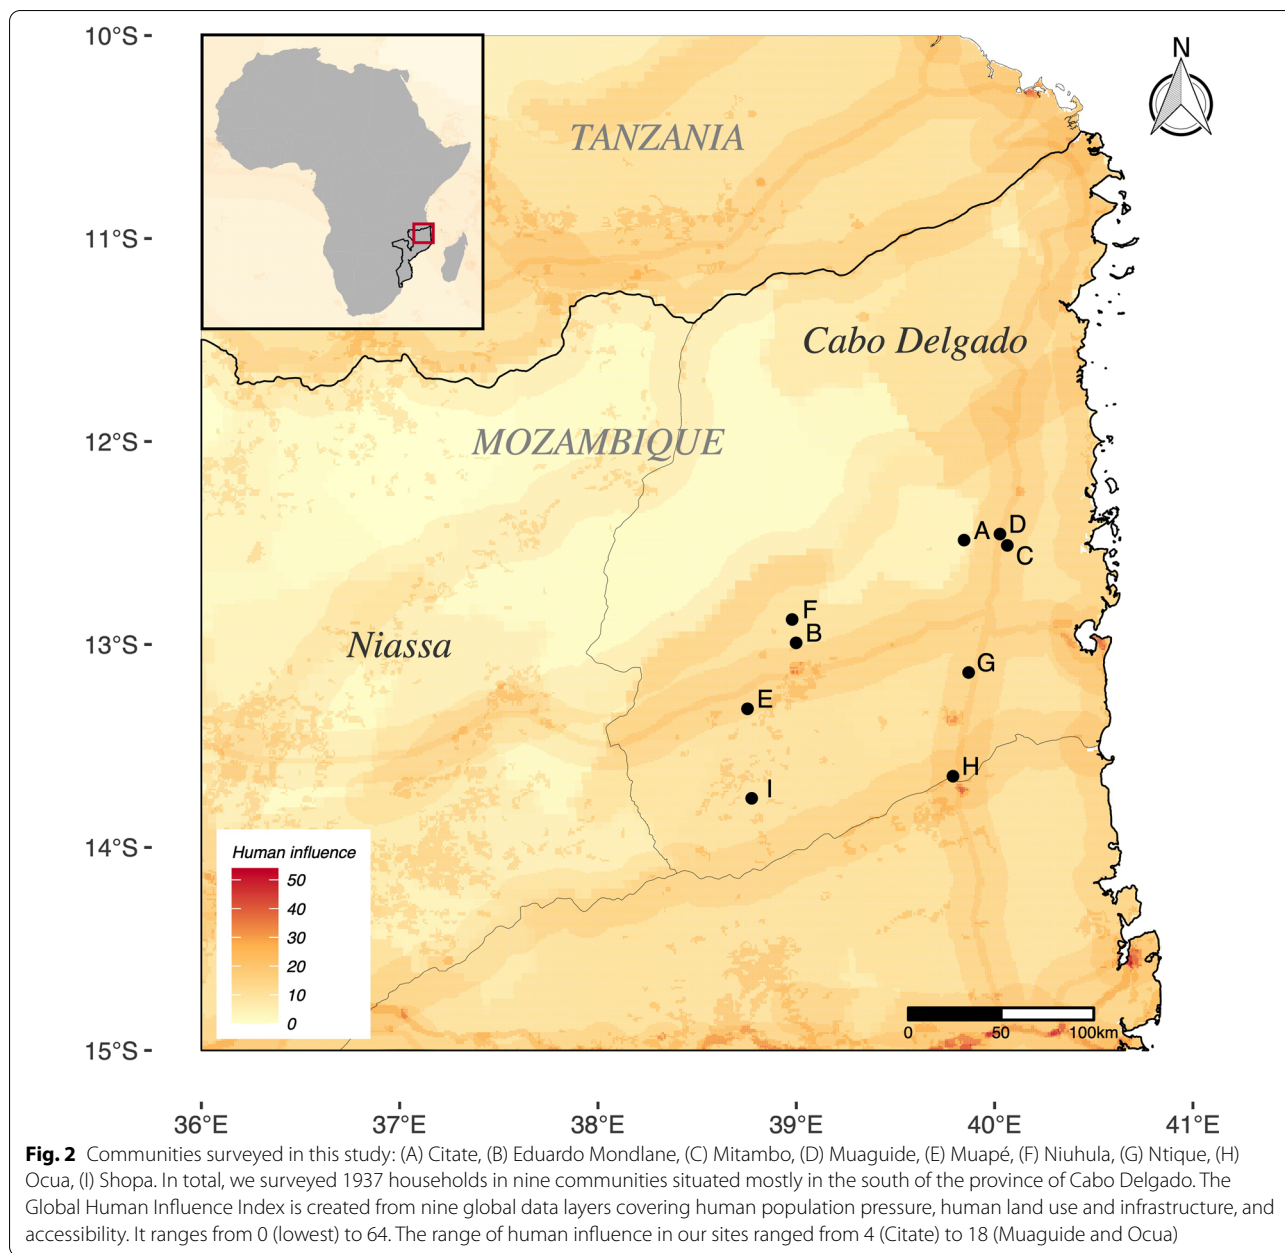 10°S
N
TANZANIA
11°S
Cabo Delgado
12°S
MOZAMBIQUE
A
D
C
F
B
13°S
Niassa
G
E
H
I
14°S
Human influence
50
40
30
20
10
0
0 50 100km
15°S
36°E 37°E 38°E 39°E 40°E 41°E
Fig. 2 Communities surveyed in this study: (A) Citate, (B) Eduardo Mondlane, (C) Mitambo, (D) Muaguide, (E) Muapé, (F) Niuhula, (G) Ntique, (H)
Ocua, (I) Shopa. In total, we surveyed 1937 households in nine communities situated mostly in the south of the province of Cabo Delgado. The
Global Human Influence Index is created from nine global data layers covering human population pressure, human land use and infrastructure, and
accessibility. It ranges from 0 (lowest) to 64. The range of human influence in our sites ranged from 4 (Citate) to 18 (Muaguide and Ocua)